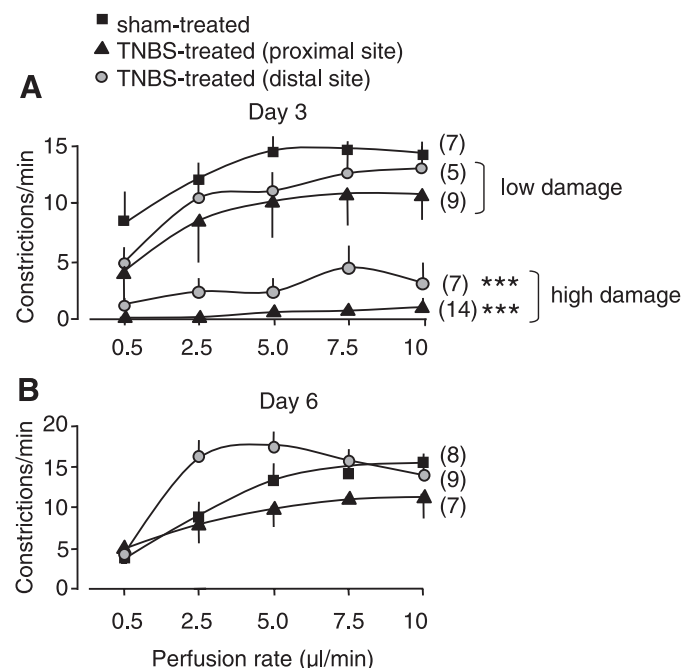 sham-treated
TNBS-treated (proximal site)
TNBS-treated (distal site)
A
Day 3
Constrictions/min
15
10
5
0
(7)
(5)
(9)
low damage
(7) ***
(14) ***
high damage
0.5 2.5 5.0 7.5 10
B
Day 6
Constrictions/min
20
15
10
5
0
(8)
(9)
(7)
0.5 2.5 5.0 7.5 10
Perfusion rate (µl/min)